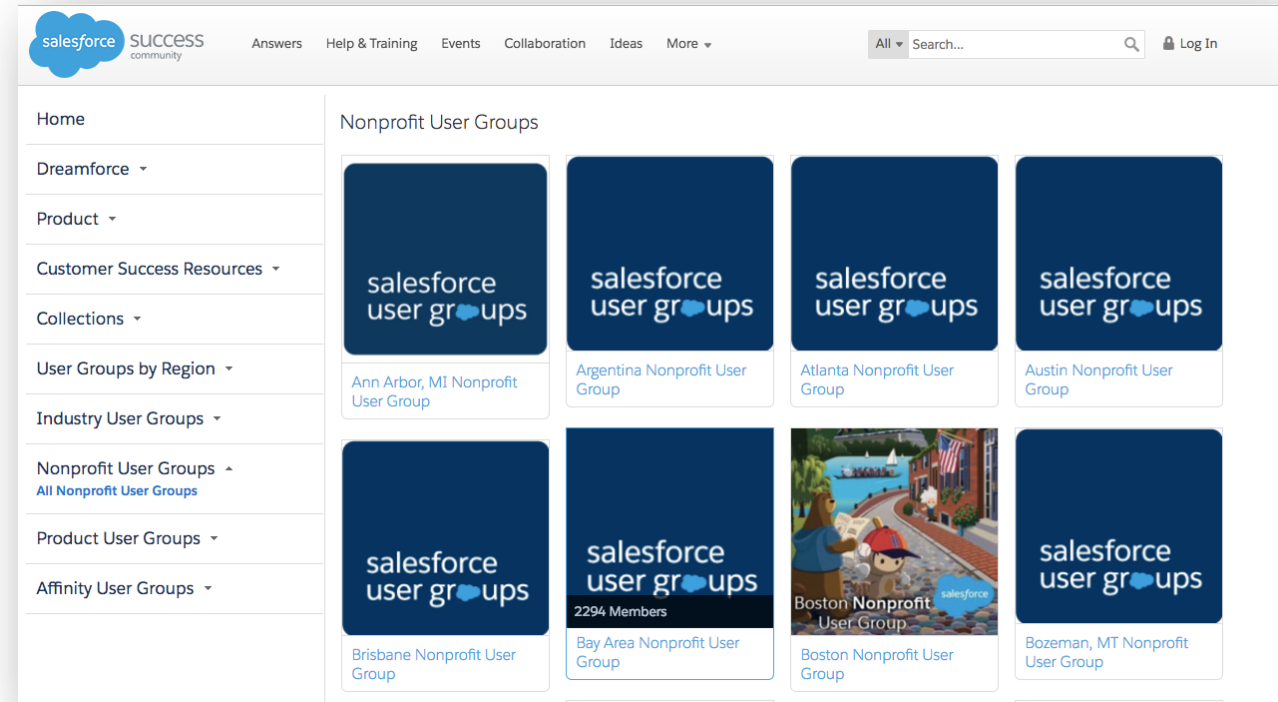 salesforce
success
community
Answers
Help & Training
Events
Collaboration
Ideas
More
All
Search...
Log In
Home
Dreamforce
Product
Customer Success Resources
Collections
User Groups by Region
Industry User Groups
Nonprofit User Groups
All Nonprofit User Groups
Product User Groups
Affinity User Groups
Nonprofit User Groups
salesforce
user groups
Ann Arbor, MI Nonprofit
User Group
salesforce
user groups
Argentina Nonprofit User
Group
salesforce
user groups
Atlanta Nonprofit User
Group
salesforce
user groups
Austin Nonprofit User
Group
salesforce
user groups
Brisbane Nonprofit User
Group
salesforce
user groups
2294 Members
Bay Area Nonprofit User
Group
salesforce
Boston Nonprofit
User Group
Boston Nonprofit User
Group
salesforce
user groups
Bozeman, MT Nonprofit
User Group